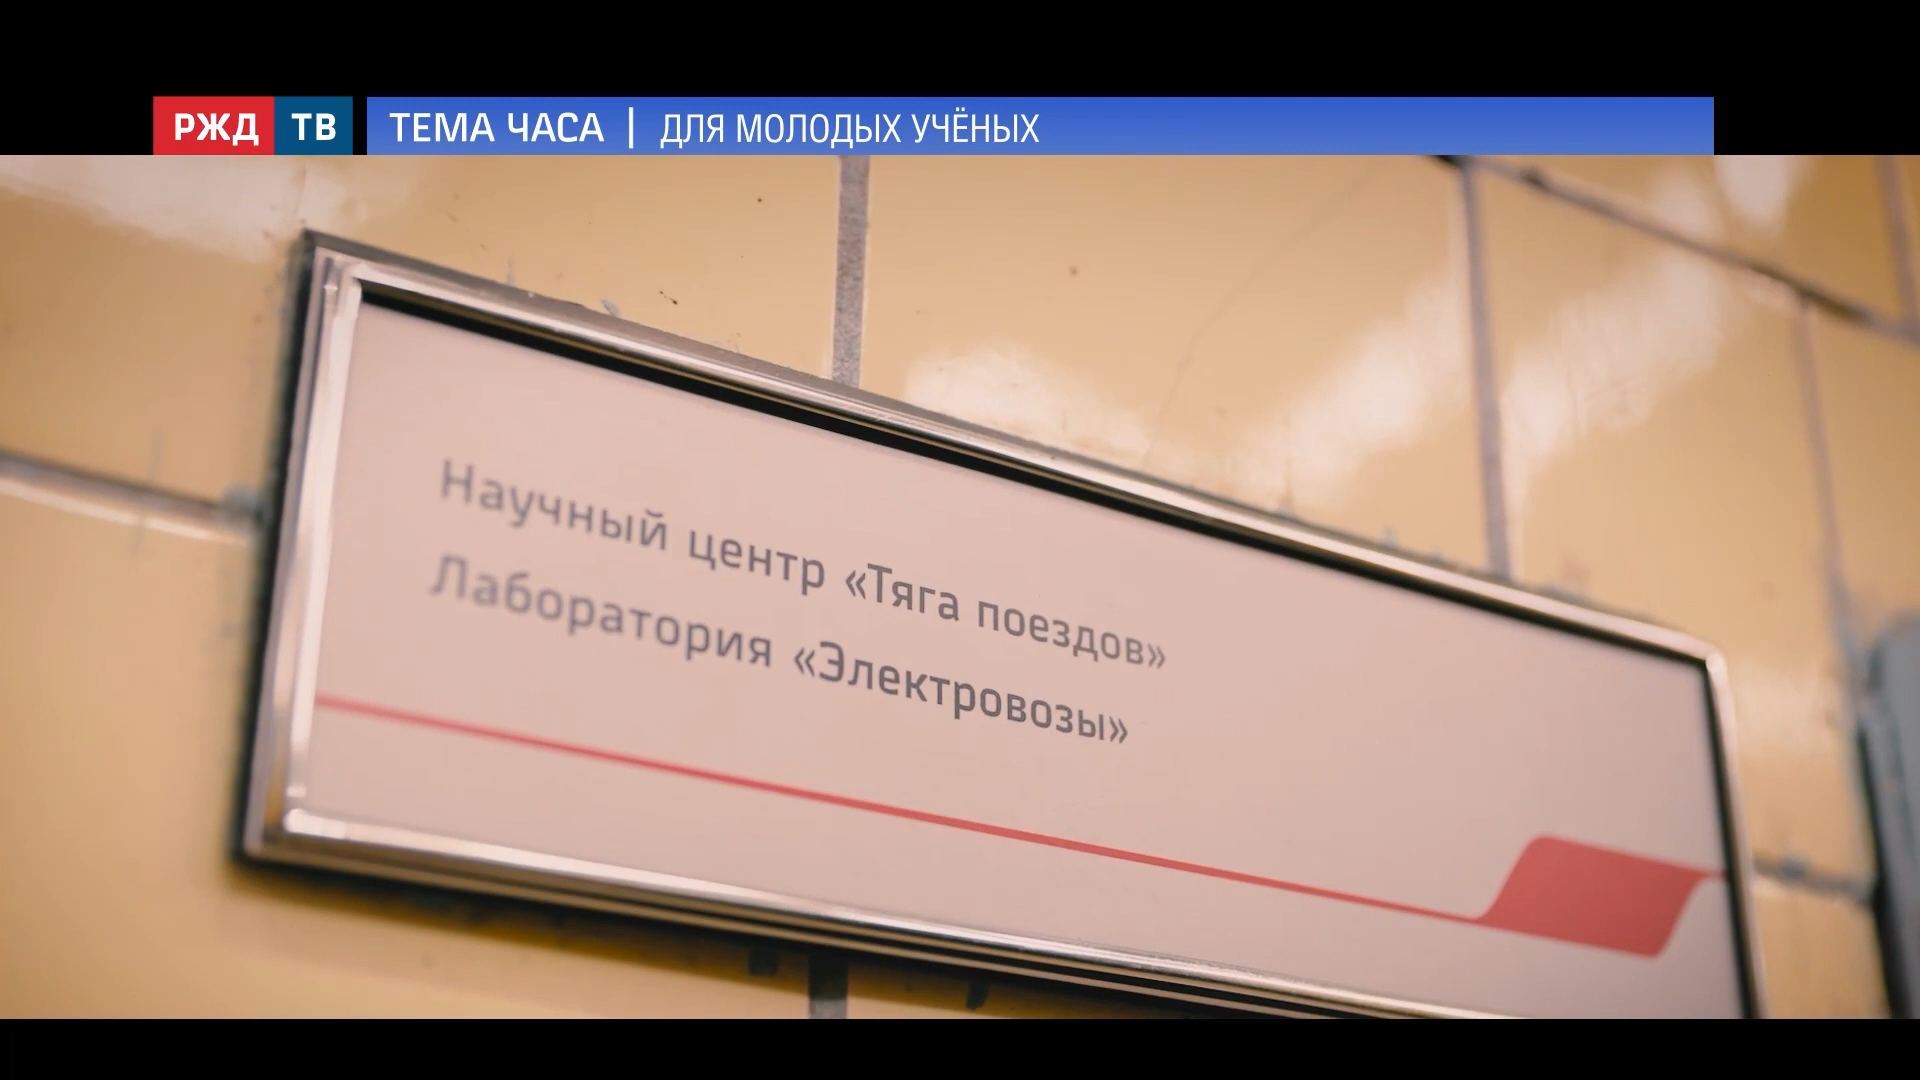 РЖД ТВ ТЕМА ЧАСА | ДЛЯ МОЛОДЫХ УЧЁНЫХ
Научный центр «Тяга поездов»
Лаборатория «Электровозы»